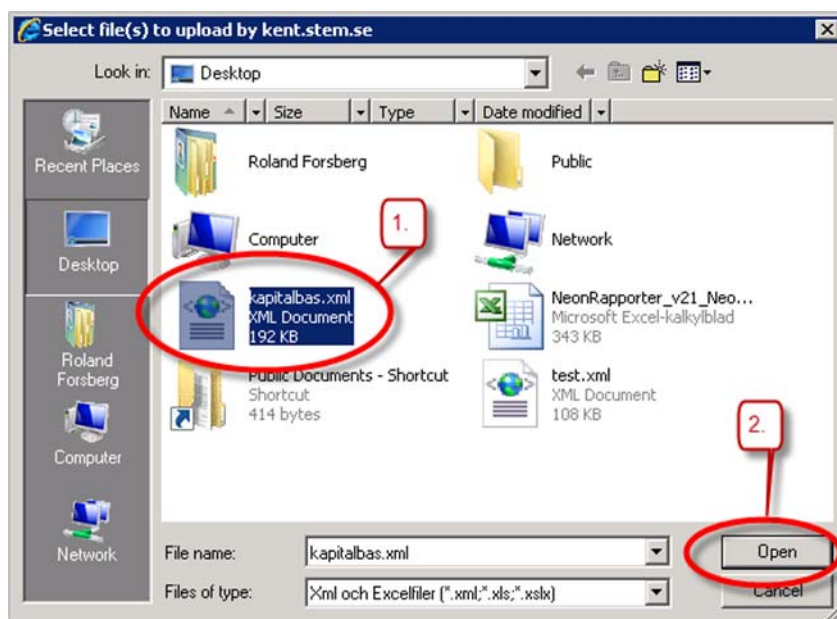 Select file(s) to upload by kent.stem.se
Look in:
Desktop
Name
Size
Type
Date modified
Recent Places
Desktop
Roland
Forsberg
Computer
Network
Roland Forsberg
Public
Computer
1.
Network
kapitalbas.xml
XML Document
192 KB
NeonRapporter_v21_Neo...
Microsoft Excel-kalkylblad
343 KB
Public Documents - Shortcut
Shortcut
414 bytes
test.xml
XML Document
108 KB
2.
File name:
kapitalbas.xml
Open
Files of type:
Xml och Excelfiler (*.xml;*.xls;*.xslx)
Cancel